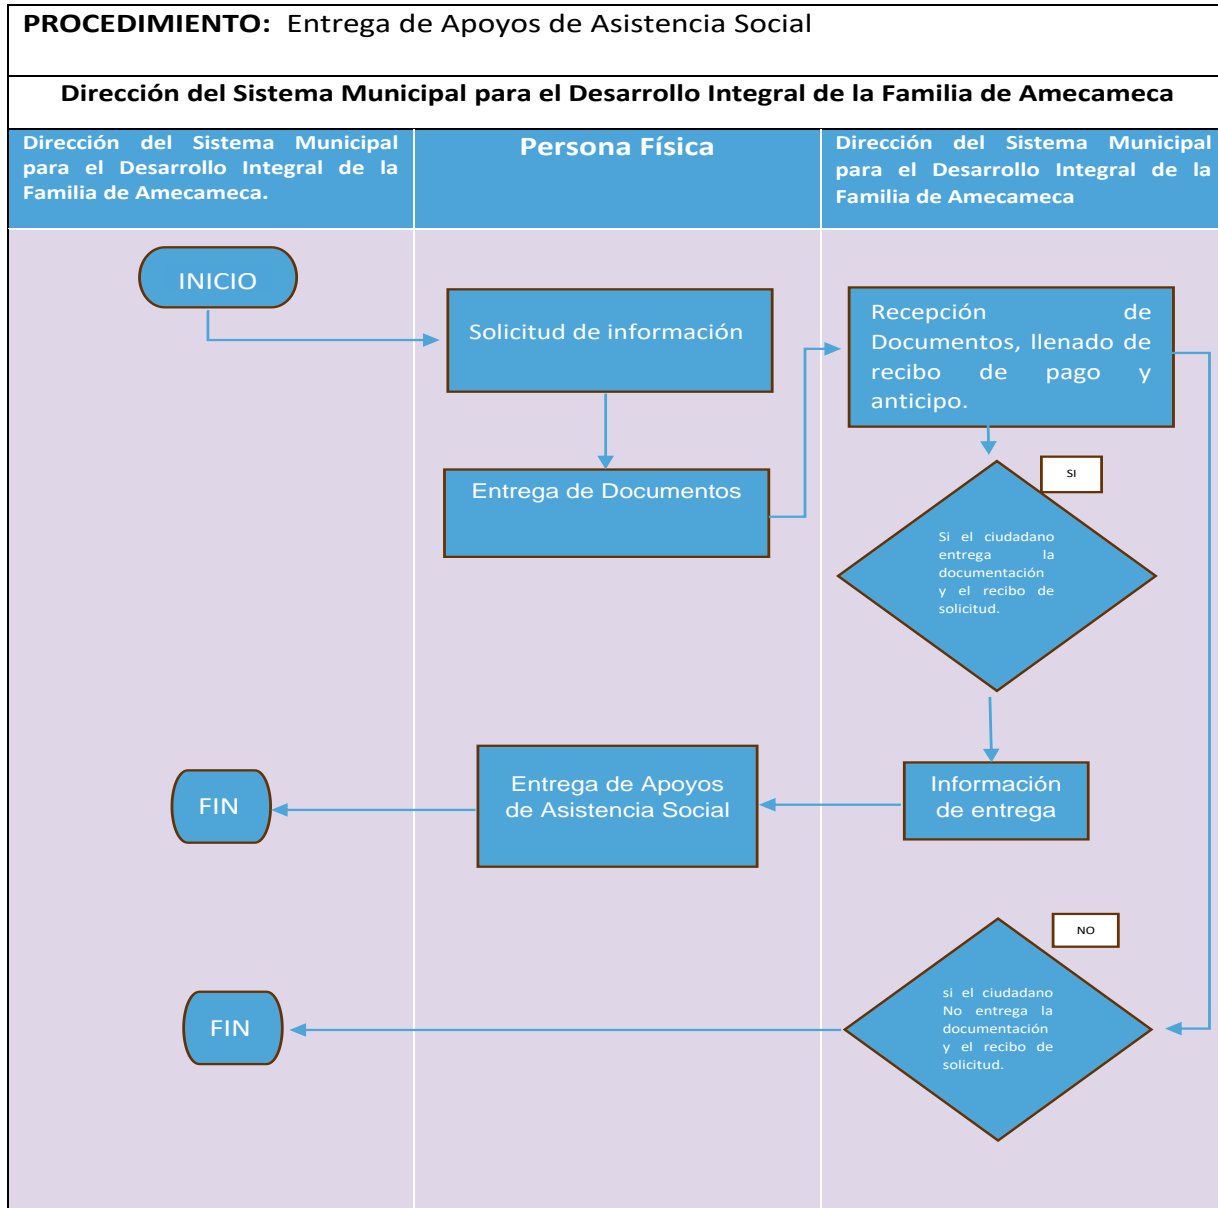 PROCEDIMIENTO: Entrega de Apoyos de Asistencia Social
Dirección del Sistema Municipal para el Desarrollo Integral de la Familia de Amecameca
Dirección del Sistema Municipal
para el Desarrollo Integral de la
Familia de Amecameca.
Persona Física
Dirección del Sistema Municipal
para el Desarrollo Integral de la
Familia de Amecameca
INICIO
Solicitud de información
Recepción de
Documentos, llenado de
recibo de pago y
anticipo.
Entrega de Documentos
SI
Si el ciudadano
entrega la
documentación
y el recibo de
solicitud.
Información
de entrega
Entrega de Apoyos
de Asistencia Social
FIN
NO
si el ciudadano
No entrega la
documentación
y el recibo de
solicitud.
FIN